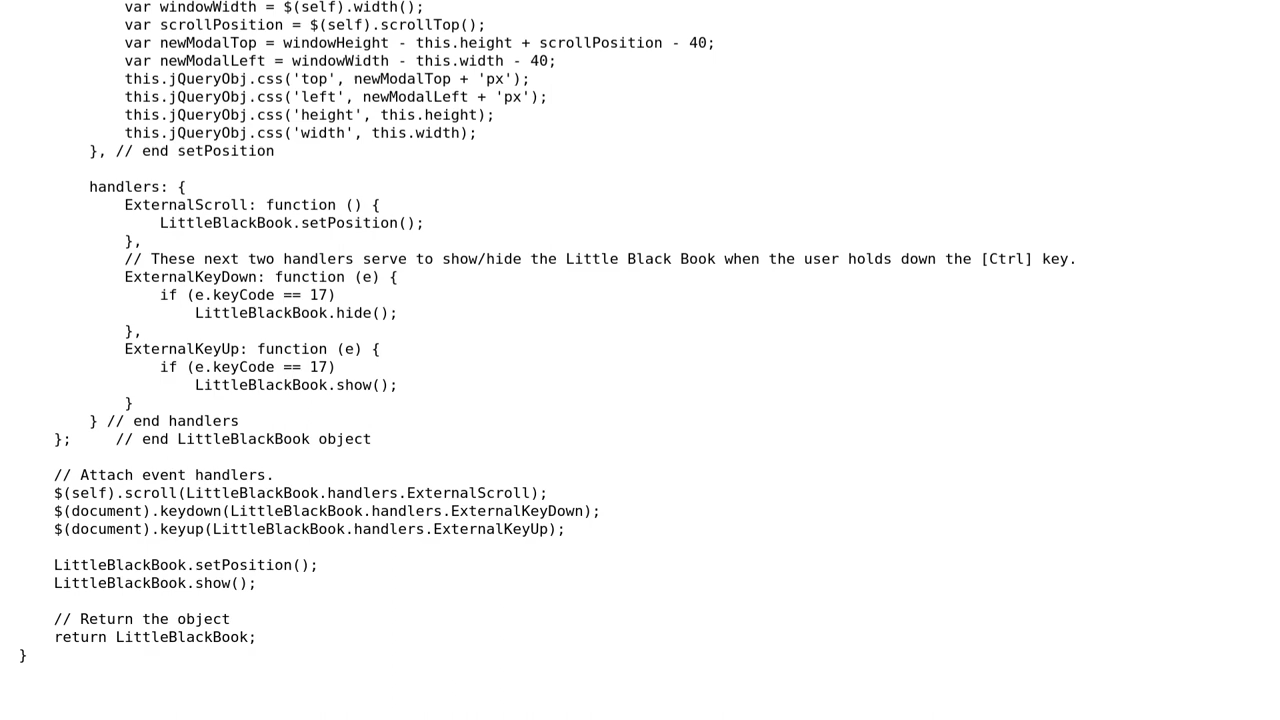 var windowWidth = $(self).width();
            var scrollPosition = $(self).scrollTop();
            var newModalTop = windowHeight - this.height + scrollPosition - 40;
            var newModalLeft = windowWidth - this.width - 40;
            this.jQueryObj.css('top', newModalTop + 'px');
            this.jQueryObj.css('left', newModalLeft + 'px');
            this.jQueryObj.css('height', this.height);
            this.jQueryObj.css('width', this.width);
        }, // end setPosition

        handlers: {
            ExternalScroll: function () {
                LittleBlackBook.setPosition();
            },
            // These next two handlers serve to show/hide the Little Black Book when the user holds down the [Ctrl] key.
            ExternalKeyDown: function (e) {
                if (e.keyCode == 17)
                    LittleBlackBook.hide();
            },
            ExternalKeyUp: function (e) {
                if (e.keyCode == 17)
                    LittleBlackBook.show();
            }
        } // end handlers
    };     // end LittleBlackBook object

    // Attach event handlers.
    $(self).scroll(LittleBlackBook.handlers.ExternalScroll);
    $(document).keydown(LittleBlackBook.handlers.ExternalKeyDown);
    $(document).keyup(LittleBlackBook.handlers.ExternalKeyUp);

    LittleBlackBook.setPosition();
    LittleBlackBook.show();

    // Return the object
    return LittleBlackBook;
}